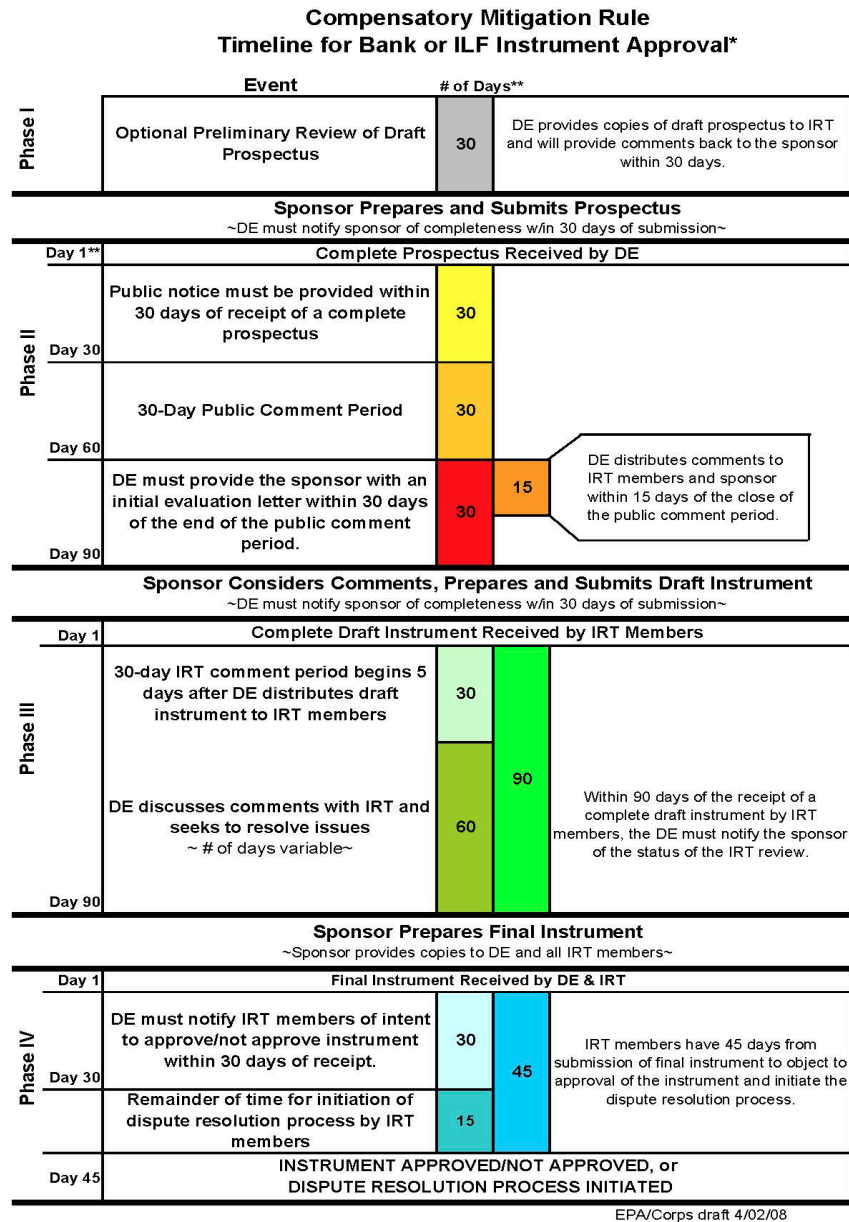 Compensatory Mitigation Rule
Timeline for Bank or ILF Instrument Approval*
Event
# of Days**
Phase I
Optional Preliminary Review of Draft
Prospectus
30
DE provides copies of draft prospectus to IRT
and will provide comments back to the sponsor
within 30 days.
Sponsor Prepares and Submits Prospectus
~DE must notify sponsor of completeness w/in 30 days of submission~
Phase II
Day 1**
Complete Prospectus Received by DE
Public notice must be provided within
30 days of receipt of a complete
prospectus
30
Day 30
30-Day Public Comment Period
30
Day 60
DE must provide the sponsor with an
initial evaluation letter within 30 days
of the end of the public comment
period.
30
15
DE distributes comments to
IRT members and sponsor
within 15 days of the close of
the public comment period.
Day 90
Sponsor Considers Comments, Prepares and Submits Draft Instrument
~DE must notify sponsor of completeness w/in 30 days of submission~
Phase III
Day 1
Complete Draft Instrument Received by IRT Members
30-day IRT comment period begins 5
days after DE distributes draft
instrument to IRT members
30
90
DE discusses comments with IRT and
seeks to resolve issues
~ # of days variable~
60
Within 90 days of the receipt of a
complete draft instrument by IRT
members, the DE must notify the sponsor
of the status of the IRT review.
Day 90
Sponsor Prepares Final Instrument
~Sponsor provides copies to DE and all IRT members~
Phase IV
Day 1
Final Instrument Received by DE & IRT
DE must notify IRT members of intent
to approve/not approve instrument
within 30 days of receipt.
30
45
IRT members have 45 days from
submission of final instrument to object to
approval of the instrument and initiate the
dispute resolution process.
Day 30
Remainder of time for initiation of
dispute resolution process by IRT
members
15
Day 45
INSTRUMENT APPROVED/NOT APPROVED, or
DISPUTE RESOLUTION PROCESS INITIATED
EPA/Corps draft 4/02/08